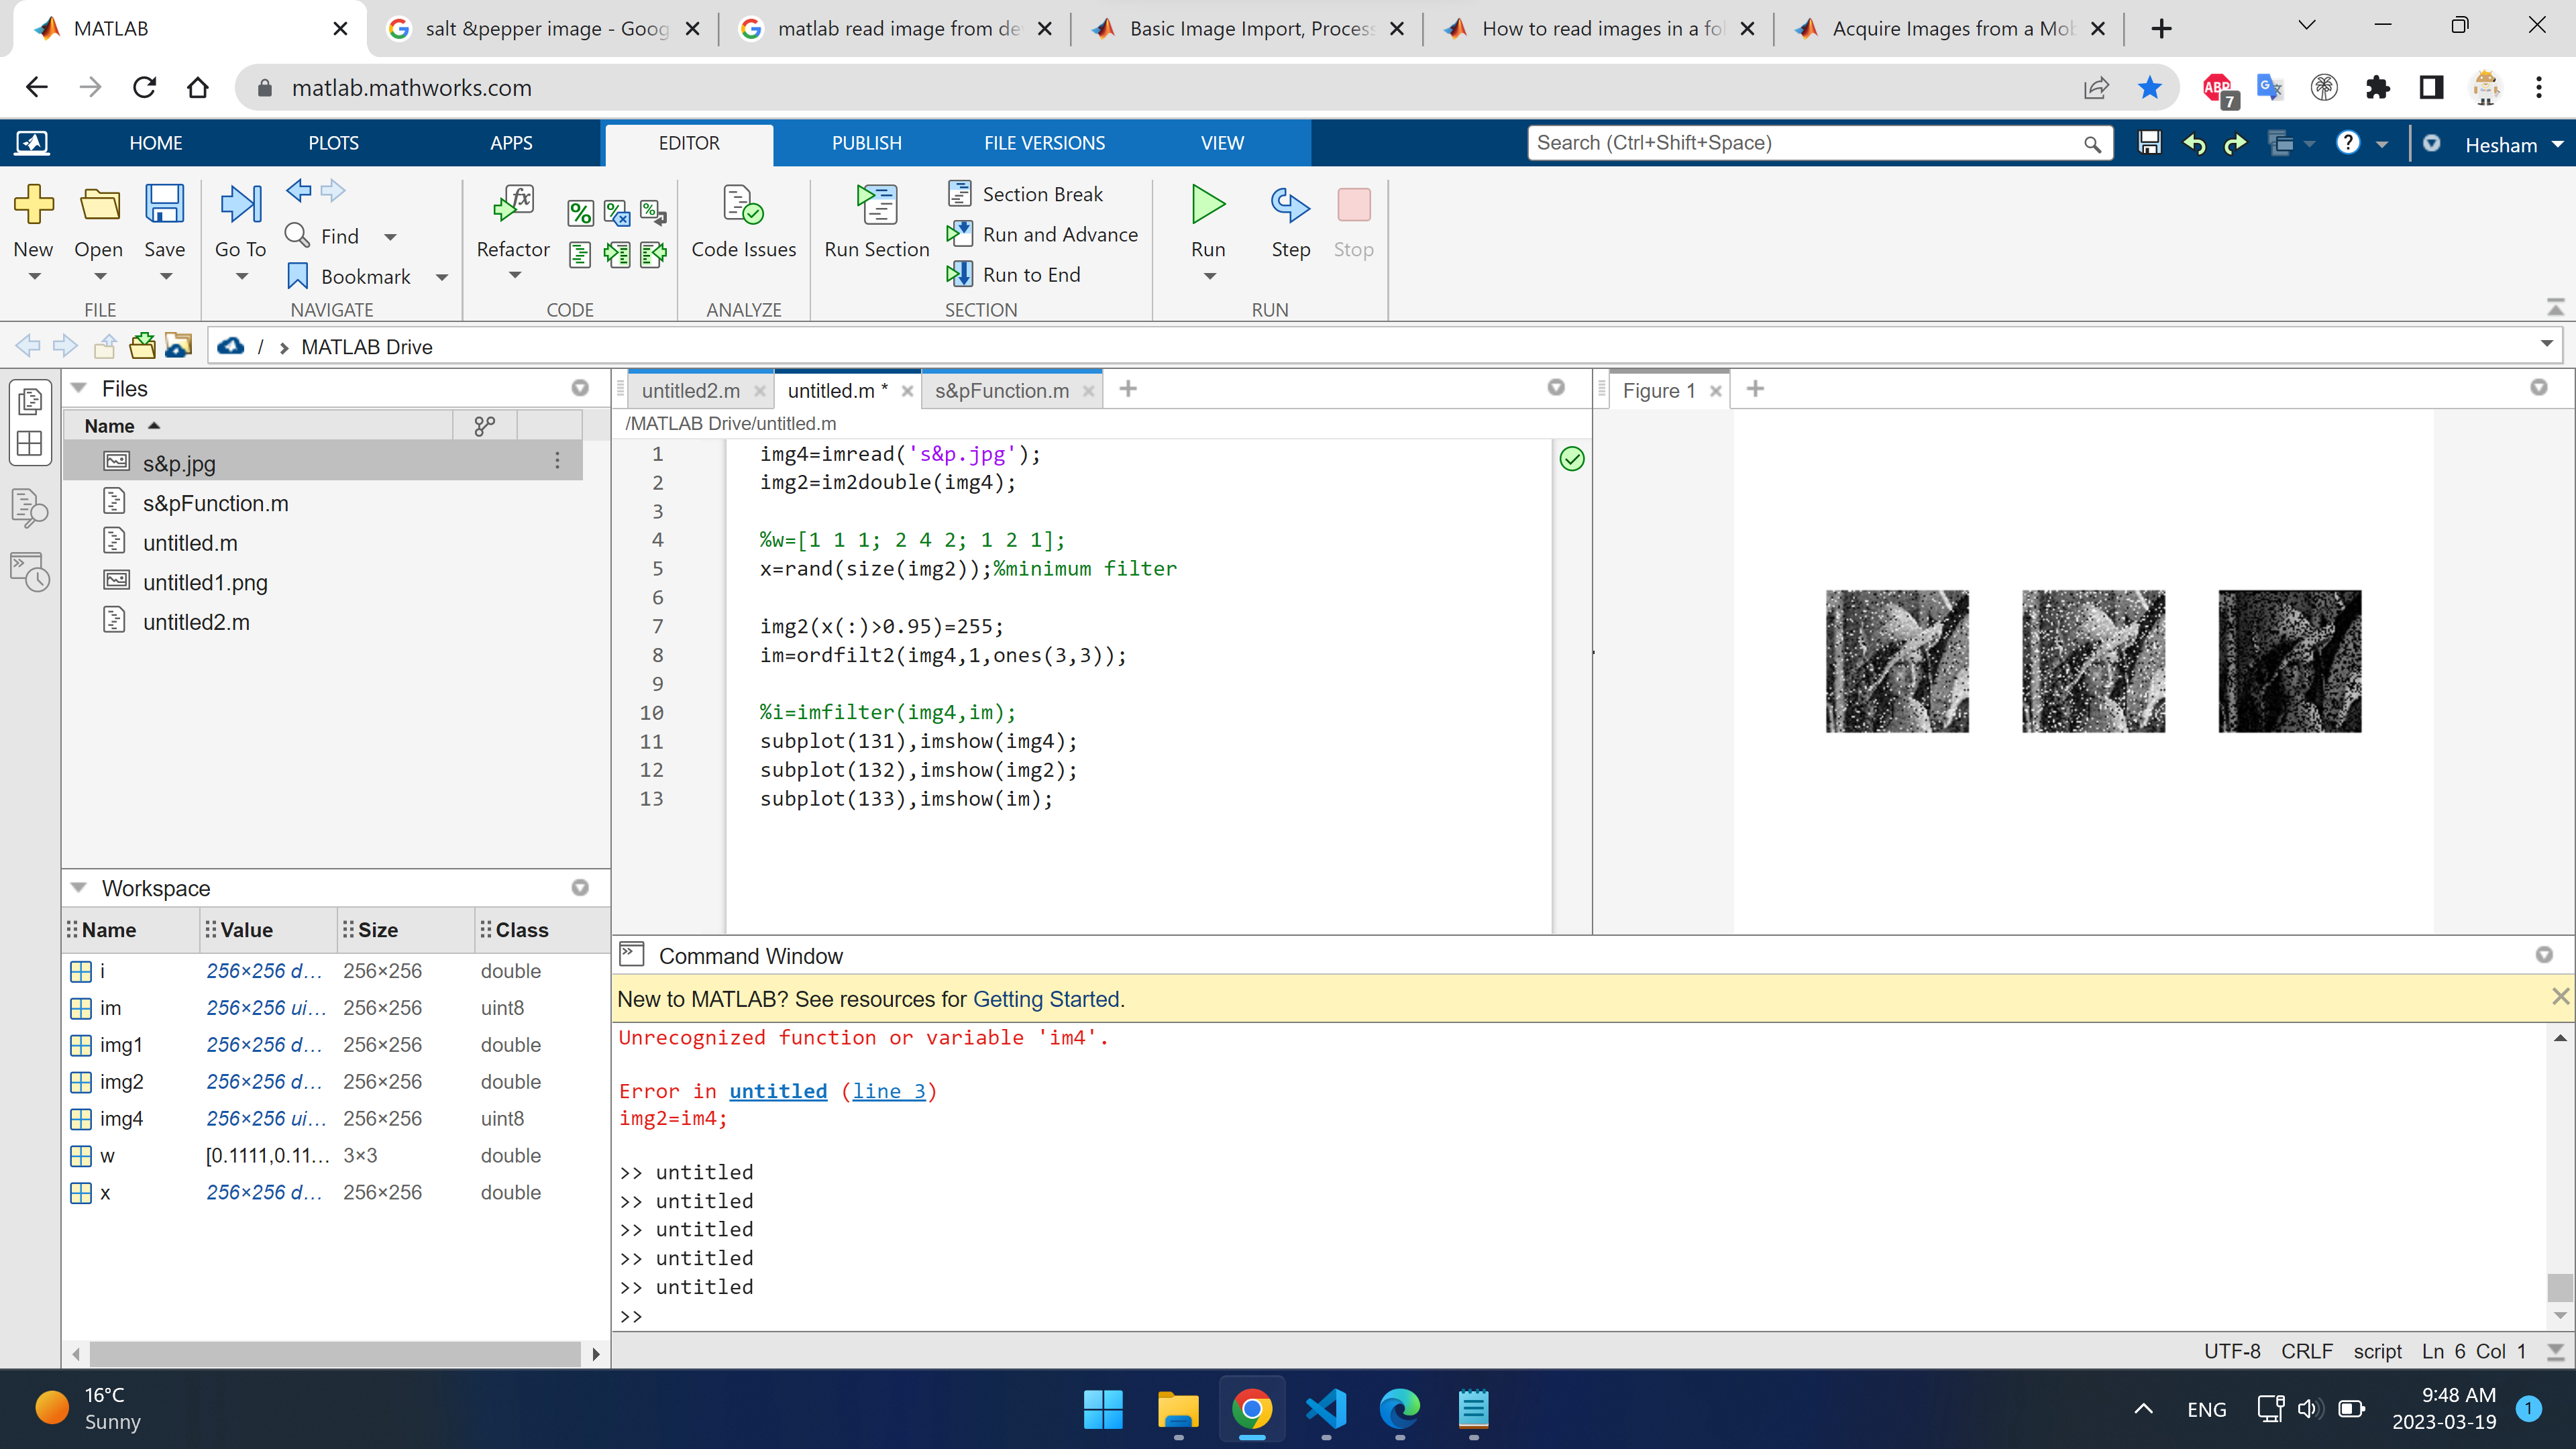 MATLAB
salt &pepper image - Goog
matlab read image from de
Basic Image Import, Process
How to read images in a fol
Acquire Images from a Mob
matlab.mathworks.com
ABP
7
HOME
PLOTS
APPS
EDITOR
PUBLISH
FILE VERSIONS
VIEW
Search (Ctrl+Shift+Space)
Hesham
New
Open
Save
FILE
Go To
Find
Bookmark
NAVIGATE
Refactor
CODE
Code Issues
ANALYZE
Run Section
Section Break
Run and Advance
Run to End
SECTION
Run
Step
Stop
RUN
/ › MATLAB Drive
Files
Name
s&p.jpg
s&pFunction.m
untitled.m
untitled1.png
untitled2.m
untitled2.m
untitled.m *
s&pFunction.m
/MATLAB Drive/untitled.m
1 img4=imread('s&p.jpg');
2 img2=im2double(img4);
3
4 %w=[1 1 1; 2 4 2; 1 2 1];
5 x=rand(size(img2));%minimum filter
6
7 img2(x(:)>0.95)=255;
8 im=ordfilt2(img4,1,ones(3,3));
9
10 %i=imfilter(img4,im);
11 subplot(131),imshow(img4);
12 subplot(132),imshow(img2);
13 subplot(133),imshow(im);
Figure 1
Workspace
Name Value Size Class
i 256×256 d... 256×256 double
im 256×256 ui... 256×256 uint8
img1 256×256 d... 256×256 double
img2 256×256 d... 256×256 double
img4 256×256 ui... 256×256 uint8
w [0.1111,0.11... 3×3 double
x 256×256 d... 256×256 double
Command Window
New to MATLAB? See resources for Getting Started.
Unrecognized function or variable 'im4'.
Error in untitled (line 3)
img2=im4;
>> untitled
>> untitled
>> untitled
>> untitled
>> untitled
>>
UTF-8 CRLF script Ln 6 Col 1
16°C
Sunny
ENG
9:48 AM
2023-03-19
1